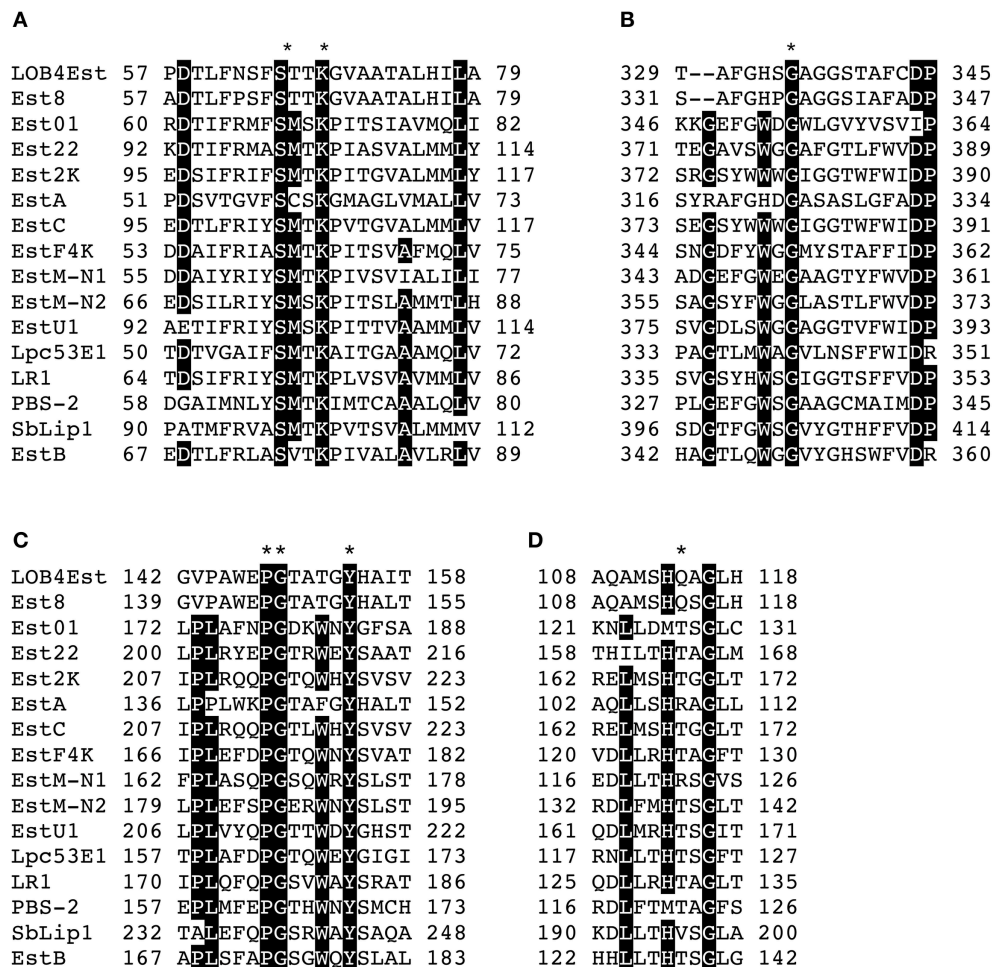 A
* *
LOB4Est 57 PDTLFNSFSTTKGVAATALHILA 79
Est8 57 ADTLFPSFSTTKGVAATALHILA 79
Est01 60 RDTIFRMFSMSKPITSIAVMQLI 82
Est22 92 KDTIFRMASMTKPIASVALMMLY 114
Est2K 95 EDSIFRIFSMTKPITGVALMMLY 117
EstA 51 PDSVTGVFSCSKGMAGLVMALLV 73
EstC 95 EDTLFRIYSMTKPVTGVALMMLV 117
EstF4K 53 DDAIFRIASMTKPITSVAFMQLV 75
EstM-N1 55 DDAIYRIYSMTKPIVSVIALILI 77
EstM-N2 66 EDSILRIYSMSKPITSLAMMTLH 88
EstU1 92 AETIFRIYSMSKPITTVAAMMLV 114
Lpc53E1 50 TDTVGAIFSMTKAITGAAAMQLV 72
LR1 64 TDSIFRIYSMTKPLVSVAVMMLV 86
PBS-2 58 DGAIMNLYSMTKIMTCAAALQLV 80
SbLip1 90 PATMFRVASMTKPVTSVALMMMV 112
EstB 67 EDTLFRLASVTKPIVALAVLRLV 89
B
*
329 T--AFGHSGAGGSTAFCDP 345
331 S--AFGHPGAGGSIAFADP 347
346 KKGEFGWDGWLGVYVSVIP 364
371 TEGAVSWGGAFGTLFWVDP 389
372 SRGSYWWWGIGGTWFWIDP 390
316 SYRAFGHDGASASLGFADP 334
373 SEGSYWWWGIGGTWFWIDP 391
344 SNGDFYWGGMYSTAFFIDP 362
343 ADGEFGWEGAAGTYFWVDP 361
355 SAGSYFWGGLASTLFWVDP 373
375 SVGDLSWGGAGGTVFWIDP 393
333 PAGTLMWAGVLNSFFWIDR 351
335 SVGSYHWSGIGGTSFFVDP 353
327 PLGEFGWSGAAGCMAIMDP 345
396 SDGTFGWSGVYGTHFFVDP 414
342 HAGTLQWGGVYGHSWFVDR 360
C
** *
LOB4Est 142 GVPAWEPGTATGYHAIT 158
Est8 139 GVPAWEPGTATGYHALT 155
Est01 172 LPLAFNPGDKWNYGFSA 188
Est22 200 LPLRYEPGTRWEYSAAT 216
Est2K 207 IPLRQQPGTQWHYSVSV 223
EstA 136 LPPLWKPGTAFGYHALT 152
EstC 207 IPLRQQPGTLWHYSVSV 223
EstF4K 166 IPLEFDPGTQWNYSVAT 182
EstM-N1 162 FPLASQPGSQWRYSLST 178
EstM-N2 179 LPLEFSPGERWNYSLST 195
EstU1 206 LPLVYQPGTTWDYGHST 222
Lpc53E1 157 TPLAFDPGTQWEYGIGI 173
LR1 170 IPLQFQPGSVWAYSRAT 186
PBS-2 157 EPLMFEPGTHWNYSMCH 173
SbLip1 232 TALEFQPGSRWAYSAQA 248
EstB 167 APLSFAPGSGWQYSLAL 183
D
*
108 AQAMSHQAGLH 118
108 AQAMSHQSGLH 118
121 KNLLDMTSGLC 131
158 THILTHTAGLM 168
162 RELMSHTGGLT 172
102 AQLLSHRAGLL 112
162 RELMSHTGGLT 172
120 VDLLRHTAGFT 130
116 EDLLTHRSGVS 126
132 RDLFMHTSGLT 142
161 QDLMRHTSGIT 171
117 RNLLTHTSGFT 127
125 QDLLRHTAGLT 135
116 RDLFTMTAGFS 126
190 KDLLTHVSGLA 200
122 HHLLTHTSGLG 142